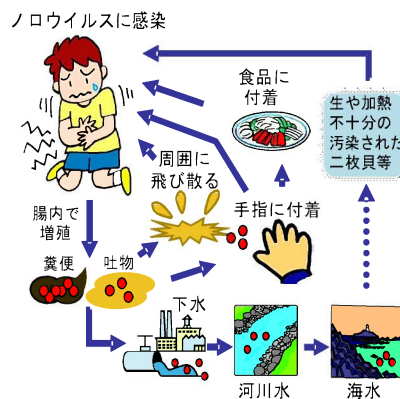 ノロウイルスに感染
食品に
付着
生や加熱
不十分の
汚染された
二枚貝等
周囲に
飛び散る
腸内で
増殖
手指に付着
糞便
吐物
下水
河川水
海水